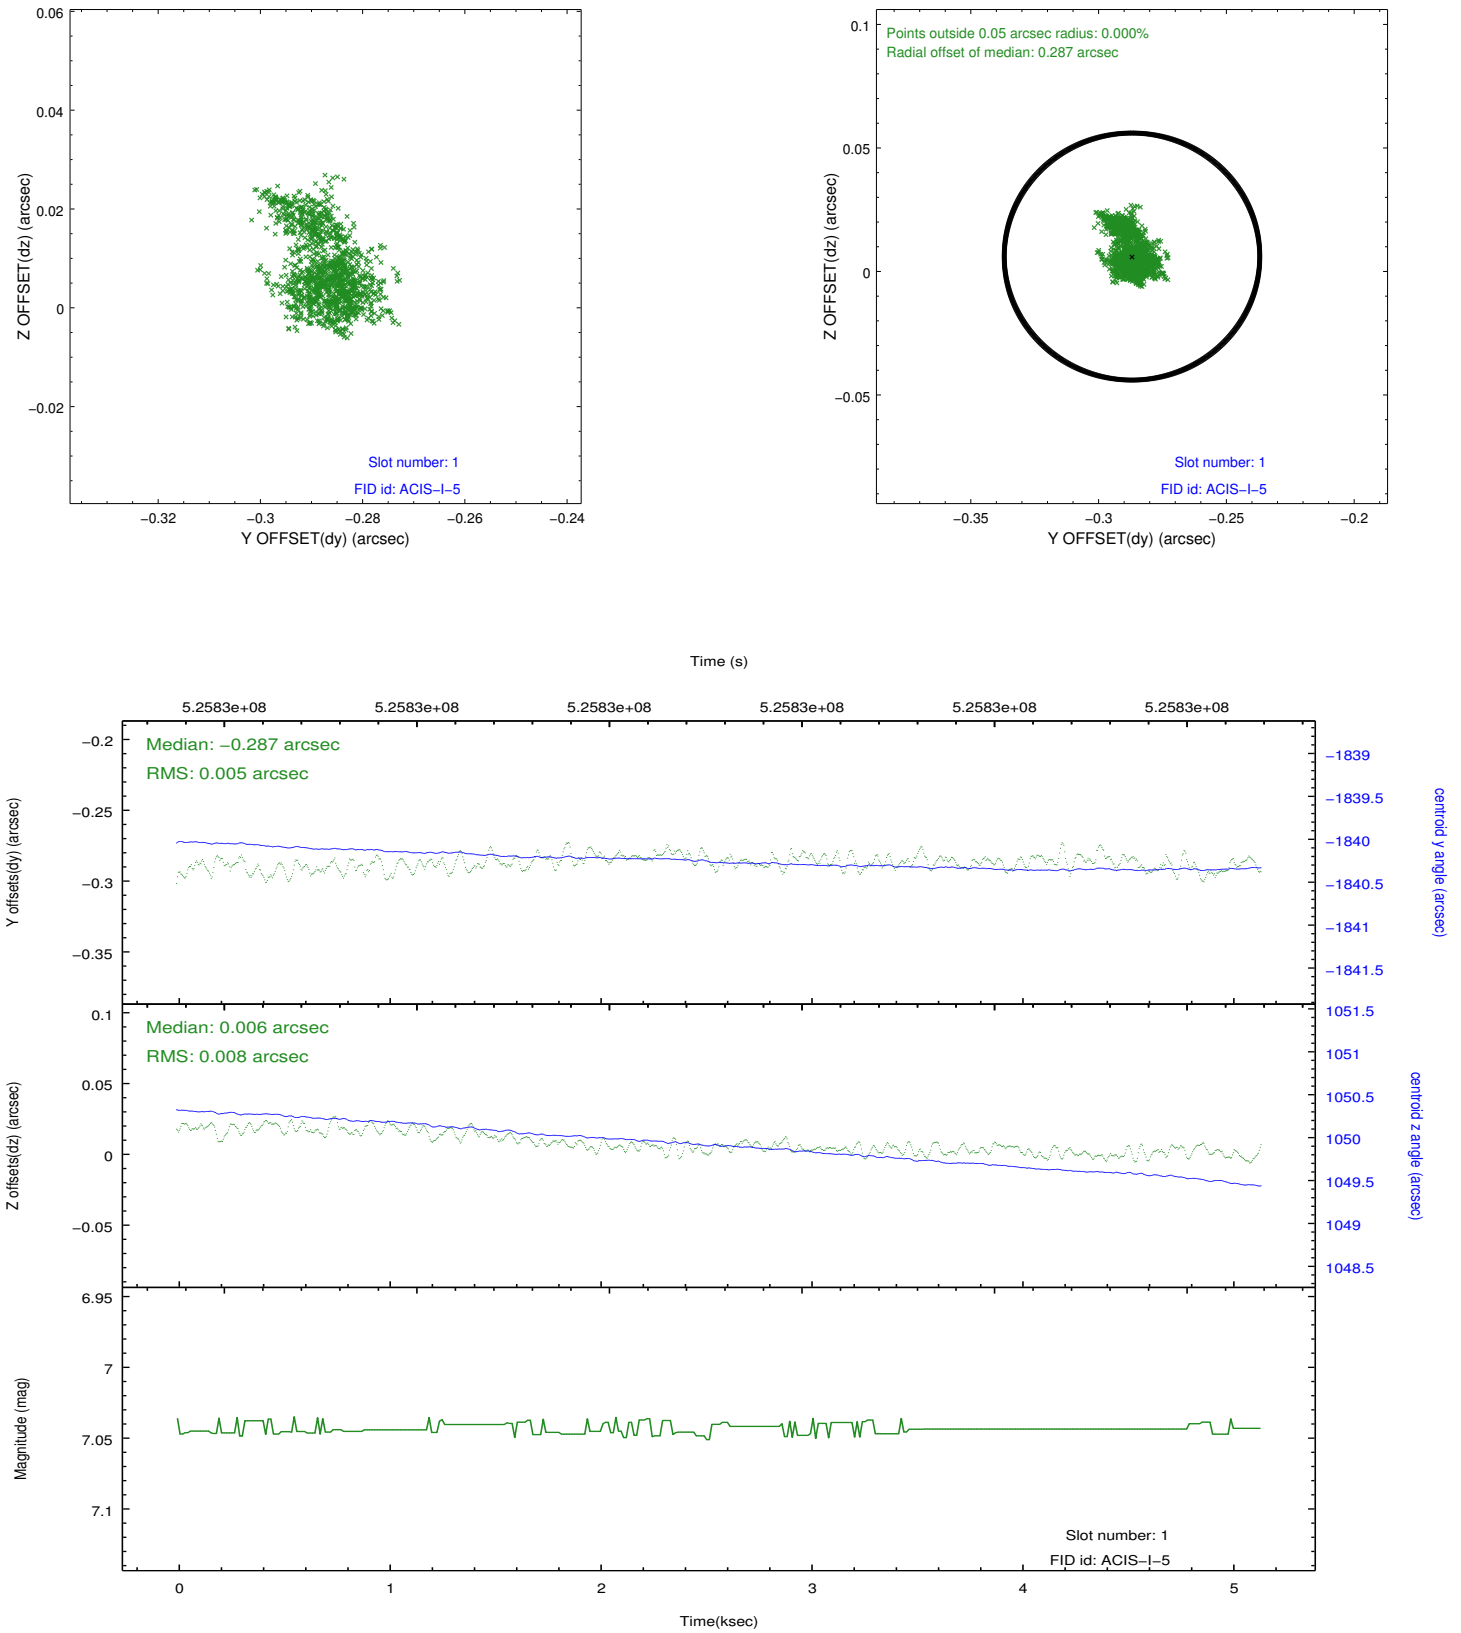 0.06
0.04
0.02
0
−0.02
Z OFFSET(dz) (arcsec)
Slot number: 1
FID id: ACIS−I−5
−0.32
−0.3
−0.28
−0.26
−0.24
Y OFFSET(dy) (arcsec)
Points outside 0.05 arcsec radius: 0.000%
Radial offset of median: 0.287 arcsec
0.1
0.05
0
−0.05
Z OFFSET(dz) (arcsec)
Slot number: 1
FID id: ACIS−I−5
−0.35
−0.3
−0.25
−0.2
Y OFFSET(dy) (arcsec)
Time (s)
5.2583e+08
5.2583e+08
5.2583e+08
5.2583e+08
5.2583e+08
5.2583e+08
Median: −0.287 arcsec
RMS: 0.005 arcsec
−0.2
−0.25
−0.3
−0.35
Y offsets(dy) (arcsec)
−1839
−1839.5
−1840
−1840.5
−1841
−1841.5
centroid y angle (arcsec)
Median: 0.006 arcsec
RMS: 0.008 arcsec
0.1
0.05
0
−0.05
Z offsets(dz) (arcsec)
1051.5
1051
1050.5
1050
1049.5
1049
1048.5
centroid z angle (arcsec)
6.95
7
7.05
7.1
Magnitude (mag)
Slot number: 1
FID id: ACIS−I−5
0
1
2
3
4
5
Time(ksec)